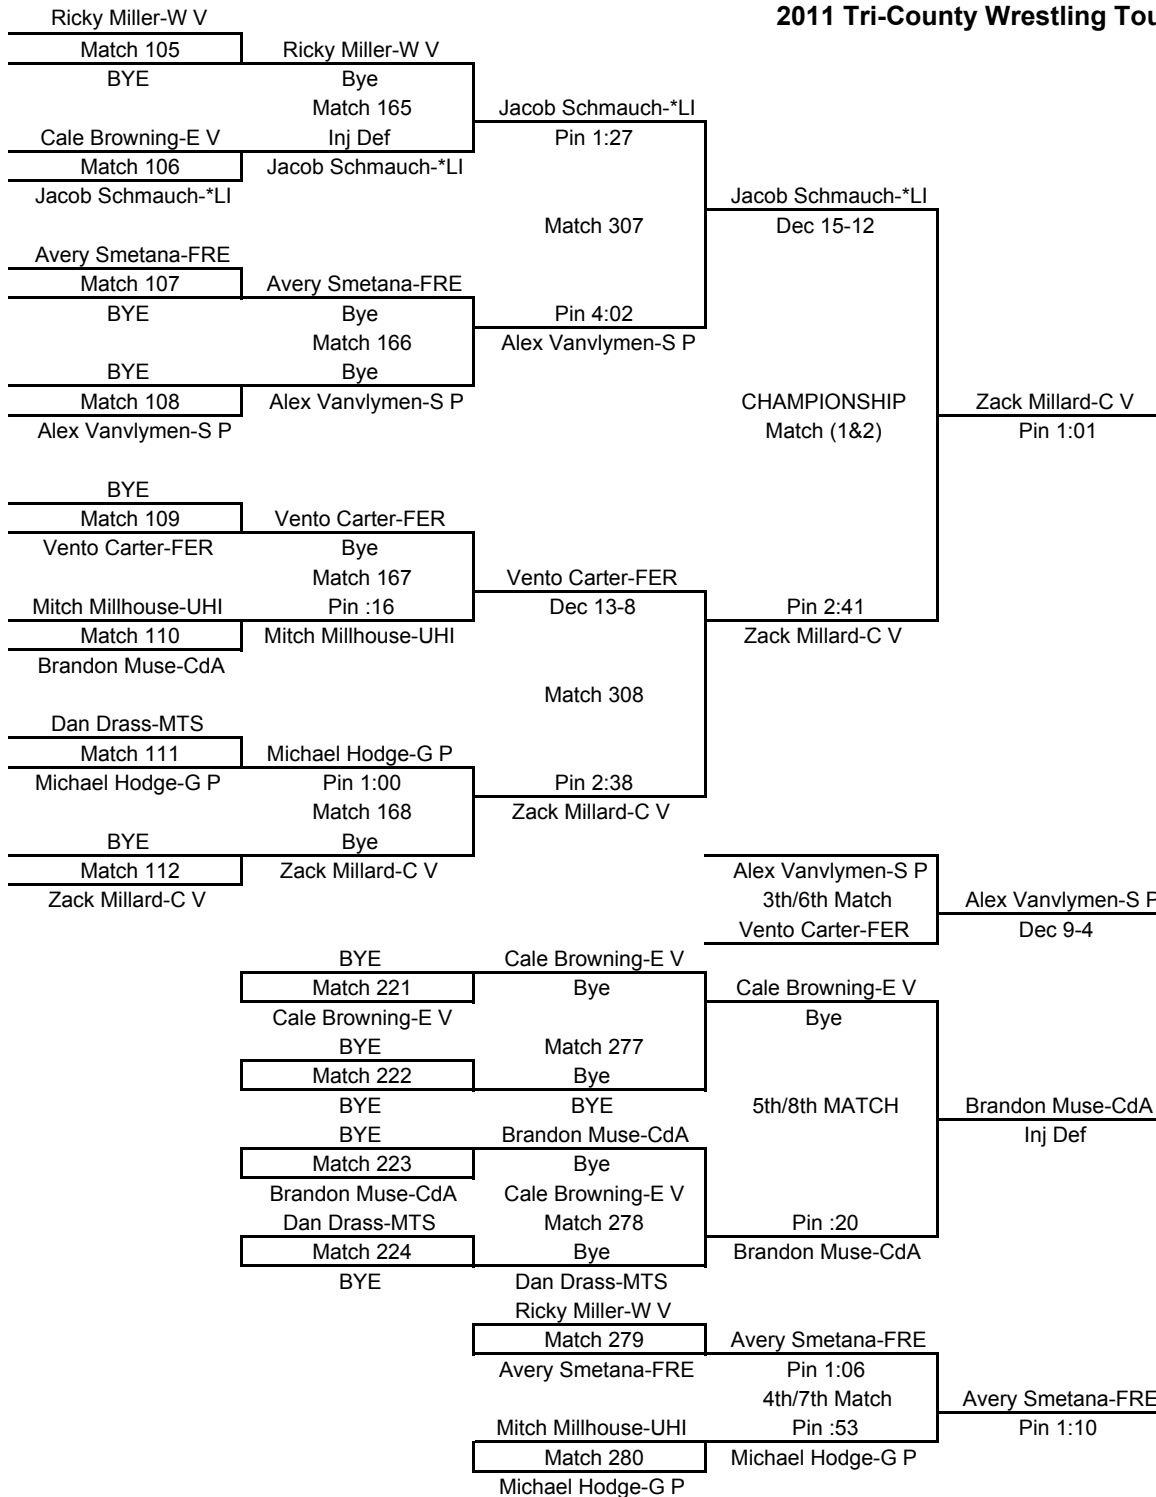 Ricky Miller-W V
2011 Tri-County Wrestling Tou
Match 105
Ricky Miller-W V
BYE
Bye
Match 165
Jacob Schmauch-*LI
Cale Browning-E V
Inj Def
Pin 1:27
Match 106
Jacob Schmauch-*LI
Jacob Schmauch-*LI
Jacob Schmauch-*LI
Match 307
Dec 15-12
Avery Smetana-FRE
Match 107
Avery Smetana-FRE
BYE
Bye
Pin 4:02
Match 166
Alex Vanvlymen-S P
BYE
Bye
Match 108
Alex Vanvlymen-S P
CHAMPIONSHIP
Zack Millard-C V
Alex Vanvlymen-S P
Match (1&2)
Pin 1:01
BYE
Match 109
Vento Carter-FER
Vento Carter-FER
Bye
Match 167
Vento Carter-FER
Mitch Millhouse-UHI
Pin :16
Dec 13-8
Pin 2:41
Match 110
Mitch Millhouse-UHI
Zack Millard-C V
Brandon Muse-CdA
Match 308
Dan Drass-MTS
Match 111
Michael Hodge-G P
Michael Hodge-G P
Pin 1:00
Pin 2:38
Match 168
Zack Millard-C V
BYE
Bye
Match 112
Zack Millard-C V
Alex Vanvlymen-S P
Zack Millard-C V
3th/6th Match
Alex Vanvlymen-S P
Vento Carter-FER
Dec 9-4
BYE
Cale Browning-E V
Match 221
Bye
Cale Browning-E V
Cale Browning-E V
Bye
BYE
Match 277
Match 222
Bye
BYE
BYE
5th/8th MATCH
Brandon Muse-CdA
BYE
Brandon Muse-CdA
Inj Def
Match 223
Bye
Brandon Muse-CdA
Cale Browning-E V
Dan Drass-MTS
Match 278
Pin :20
Match 224
Bye
Brandon Muse-CdA
BYE
Dan Drass-MTS
Ricky Miller-W V
Match 279
Avery Smetana-FRE
Avery Smetana-FRE
Pin 1:06
4th/7th Match
Avery Smetana-FRE
Mitch Millhouse-UHI
Pin :53
Pin 1:10
Match 280
Michael Hodge-G P
Michael Hodge-G P